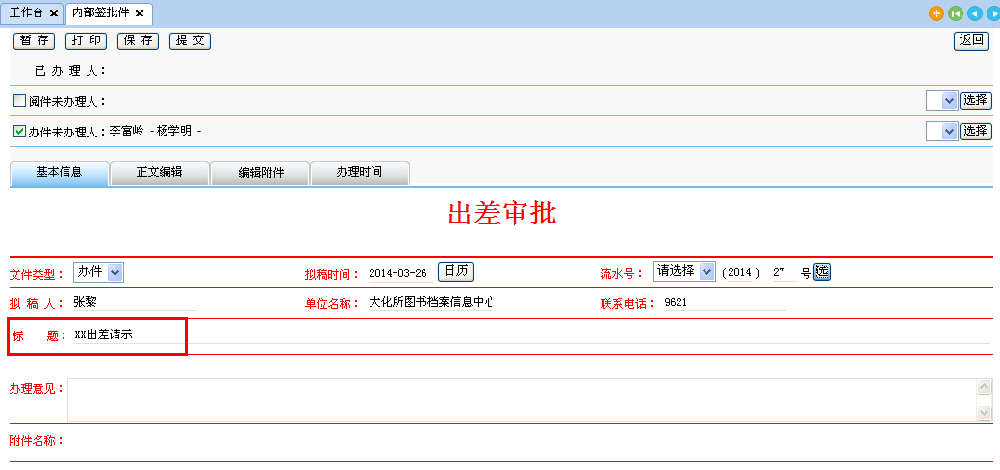 工作台 内部签批件
暂 存 打 印 保 存 提 交 返回
已 办 理 人：
阅件未办理人： 选择
办件未办理人：李富岭 -杨学明 - 选择
基本信息 正文编辑 编辑附件 办理时间
出差审批
文件类型： 办件 拟稿时间： 2014-03-26 日历 流水号： 请选择 (2014 ) 27 号 选
拟 稿 人： 张黎 单位名称： 大化所图书档案信息中心 联系电话： 9621
标 题： XX出差请示
办理意见：
附件名称：